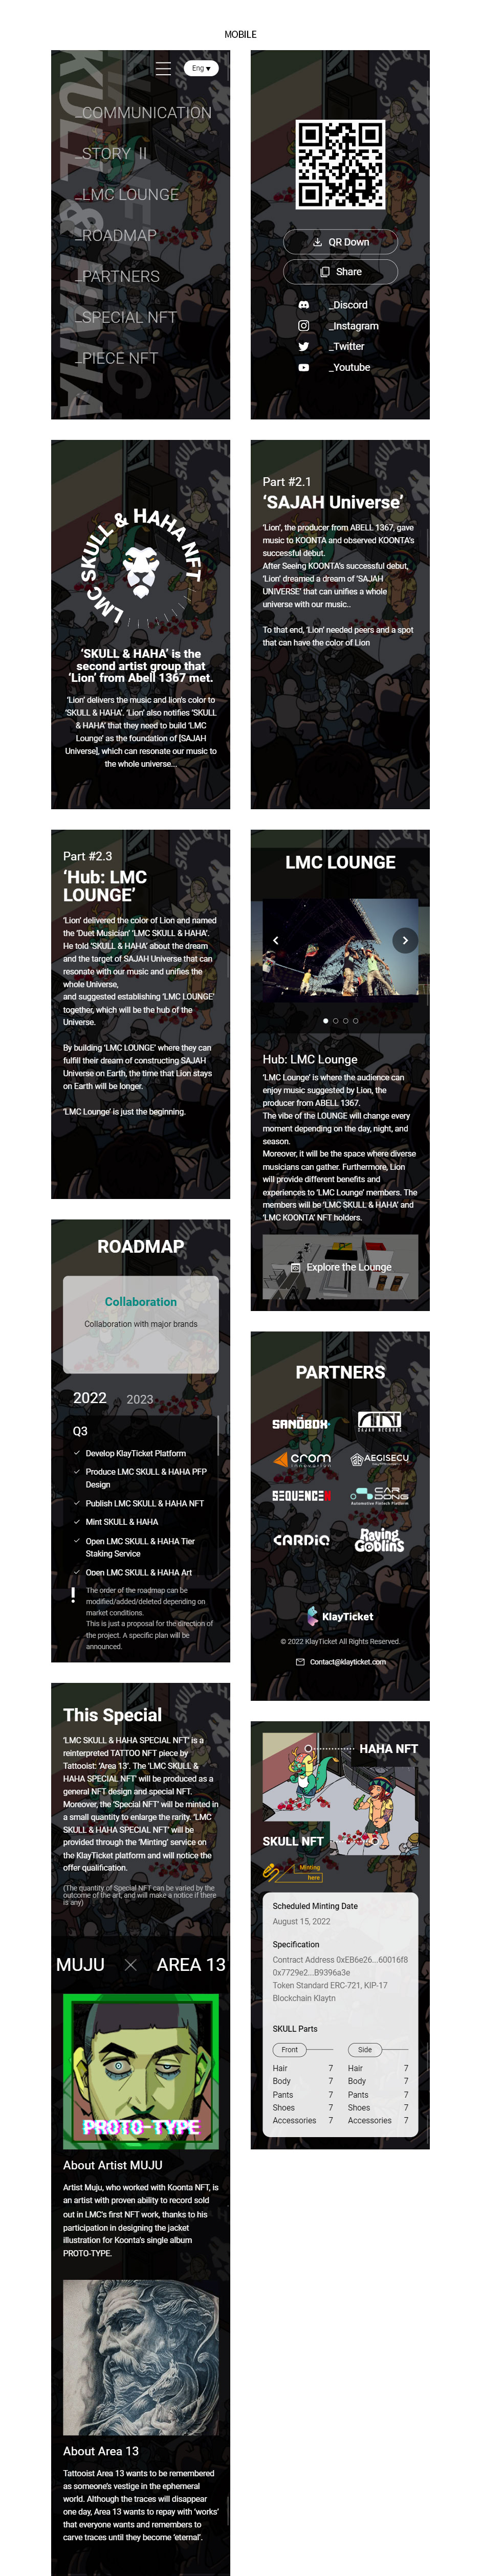 MOBILE
Eng
_COMMUNICATION
_STORY II
_LMC LOUNGE
_ROADMAP
_PARTNERS
_SPECIAL NFT
_PIECE NFT
QR Down
Share
_Discord
_Instagram
_Twitter
_Youtube
LMC SKULL & HAHA NFT
‘SKULL & HAHA’ is the
second artist group that
‘Lion’ from Abell 1367 met.
‘Lion’ delivers the music and lion's color to
‘SKULL & HAHA’. ‘Lion’ also notifies ‘SKULL
& HAHA’ that they need to build ‘LMC
Lounge’ as the foundation of [SAJAH
Universe], which can resonate our music to
the whole universe...
Part #2.1
‘SAJAH Universe’
‘Lion’, the producer from ABELL 1367, gave
music to KOONTA and observed KOONTA’s
successful debut.
After Seeing KOONTA’s successful debut,
‘Lion’ dreamed a dream of ‘SAJAH
UNIVERSE’ that can unifies a whole
universe with our music..
To that end, ‘Lion’ needed peers and a spot
that can have the color of Lion
Part #2.3
‘Hub: LMC
LOUNGE’
‘Lion’ delivered the color of Lion and named
the ‘Duet Musician’ ‘LMC SKULL & HAHA’.
He told ‘SKULL & HAHA’ about the dream
and the target of SAJAH Universe that can
resonate with our music and unifies the
whole Universe,
and suggested establishing ‘LMC LOUNGE’
together, which will be the hub of the
Universe.
By building ‘LMC LOUNGE’ where they can
fulfill their dream of constructing SAJAH
Universe on Earth, the time that Lion stays
on Earth will be longer.
‘LMC Lounge’ is just the beginning.
LMC LOUNGE
Hub: LMC Lounge
‘LMC Lounge’ is where the audience can
enjoy music suggested by Lion, the
producer from ABELL 1367.
The vibe of the LOUNGE will change every
moment depending on the day, night, and
season.
Moreover, it will be the space where diverse
musicians can gather. Furthermore, Lion
will provide different benefits and
experiences to ‘LMC Lounge’ members. The
members will be ‘LMC SKULL & HAHA’ and
‘LMC KOONTA’ NFT holders.
Explore the Lounge
ROADMAP
Collaboration
Collaboration with major brands
2022 2023
Q3
Develop KlayTicket Platform
Produce LMC SKULL & HAHA PFP
Design
Publish LMC SKULL & HAHA NFT
Mint SKULL & HAHA
Open LMC SKULL & HAHA Tier
Staking Service
Open LMC SKULL & HAHA Art
The order of the roadmap can be
modified/added/deleted depending on
market conditions.
This is just a proposal for the direction of
the project. A specific plan will be
announced.
PARTNERS
THE SANDBOX
crom
AEGISECU
SEQUENCE
CAR DONG
Automotive Fintech Platform
CARDIQ
Raving Goblins
KlayTicket
© 2022 KlayTicket All Rights Reserved.
Contact@klayticket.com
This Special
‘LMC SKULL & HAHA SPECIAL NFT’ is a
reinterpreted TATTOO NFT piece by
Tattooist: ‘Area 13’. The ‘LMC SKULL &
HAHA SPECIAL NFT’ will be produced as a
general NFT design and special NFT.
Moreover, the ‘Special NFT’ will be minted in
a small quantity to enlarge the rarity. ‘LMC
SKULL & HAHA SPECIAL NFT’ will be
provided through the ‘Minting’ service on
the KlayTicket platform and will notice the
offer qualification.
(The quantity of Special NFT can be varied by the
outcome of the art, and will make a notice if there
is any)
MUJU AREA 13
PROTO-TYPE
About Artist MUJU
Artist Muju, who worked with Koonta NFT, is
an artist with proven ability to record sold
out in LMC's first NFT work, thanks to his
participation in designing the jacket
illustration for Koonta's single album
PROTO-TYPE.
About Area 13
Tattooist Area 13 wants to be remembered
as someone’s vestige in the ephemeral
world. Although the traces will disappear
one day, Area 13 wants to repay with ‘works’
that everyone wants and remembers to
carve traces until they become ‘eternal’.
HAHA NFT
SKULL NFT
Minting
here
Scheduled Minting Date
August 15, 2022
Specification
Contract Address 0xEB6e26...60016f8
0x7729e2...B9396a3e
Token Standard ERC-721, KIP-17
Blockchain Klaytn
SKULL Parts
Front Side
Hair 7 Hair 7
Body 7 Body 7
Pants 7 Pants 7
Shoes 7 Shoes 7
Accessories 7 Accessories 7